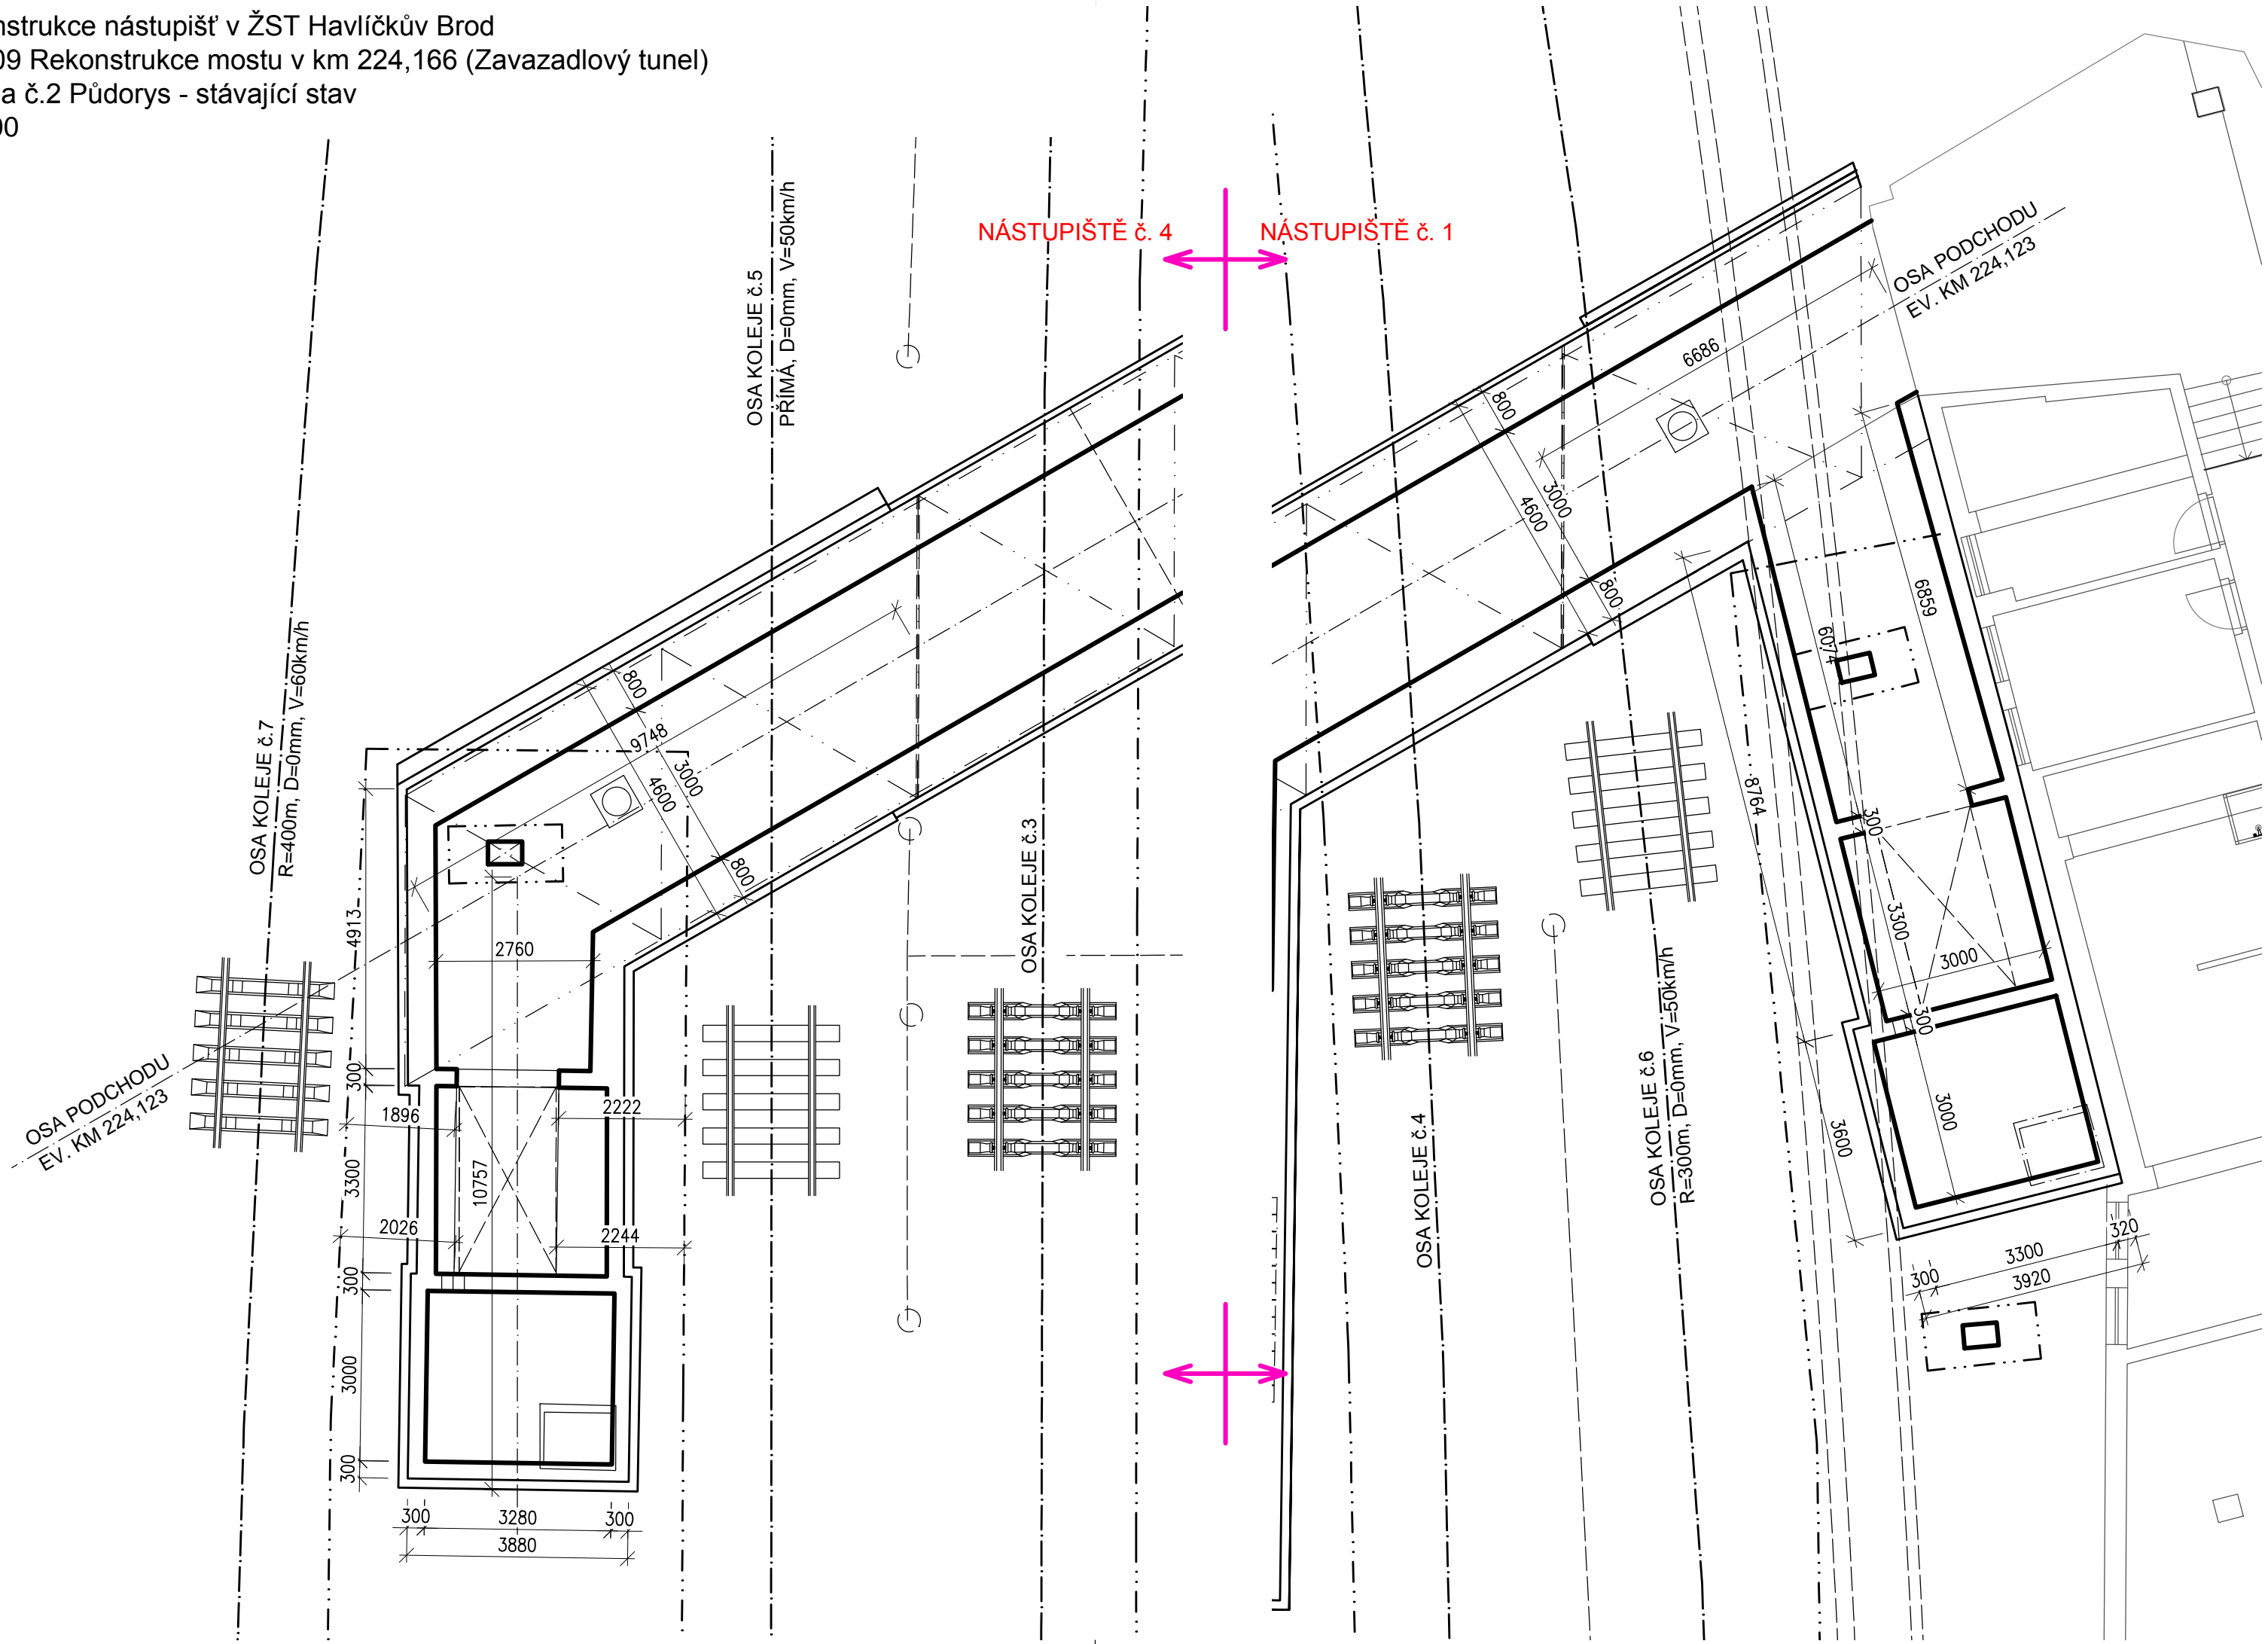 nstrukce nástupišť v ŽST Havlíčkův Brod
09 Rekonstrukce mostu v km 224,166 (Zavazadlový tunel)
a č.2 Půdorys - stávající stav
00
NÁSTUPIŠTĚ č. 4
NÁSTUPIŠTĚ č. 1
OSA KOLEJE č.5
PŘÍMÁ, D=0mm, V=50km/h
OSA PODCHODU
EV. KM 224,123
6686
800
3000
4600
800
6859
6074
8764
OSA KOLEJE č.7
R=400m, D=0mm, V=60km/h
800
9748
3000
4600
800
OSA KOLEJE č.3
4913
2760
300
300
3300
3000
300
OSA PODCHODU
EV. KM 224,123
300
1896
2222
3300
10757
2026
2244
300
3000
300
300
3280
300
3880
OSA KOLEJE č.4
OSA KOLEJE č.6
R=300m, D=0mm, V=50km/h
3000
3600
320
3300
300
3920